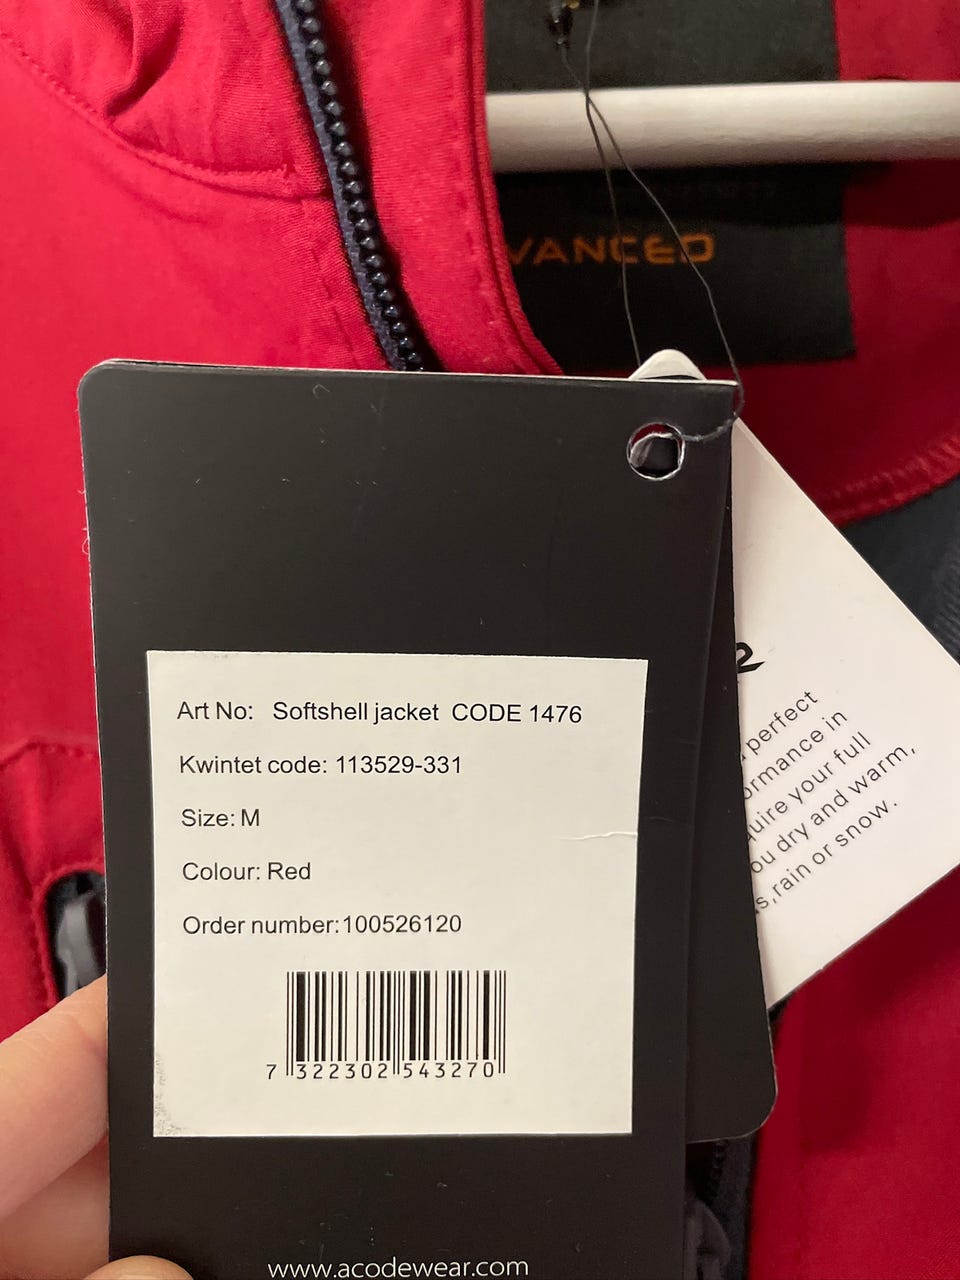 VANCED
Art No: Softshell jacket CODE 1476
Kwintet code: 113529-331
Size: M
Colour: Red
Order number:100526120
7 322302 543270
www.acodewear.com
perfect
ormance in
uire your full
ou dry and warm,
s,rain or snow.